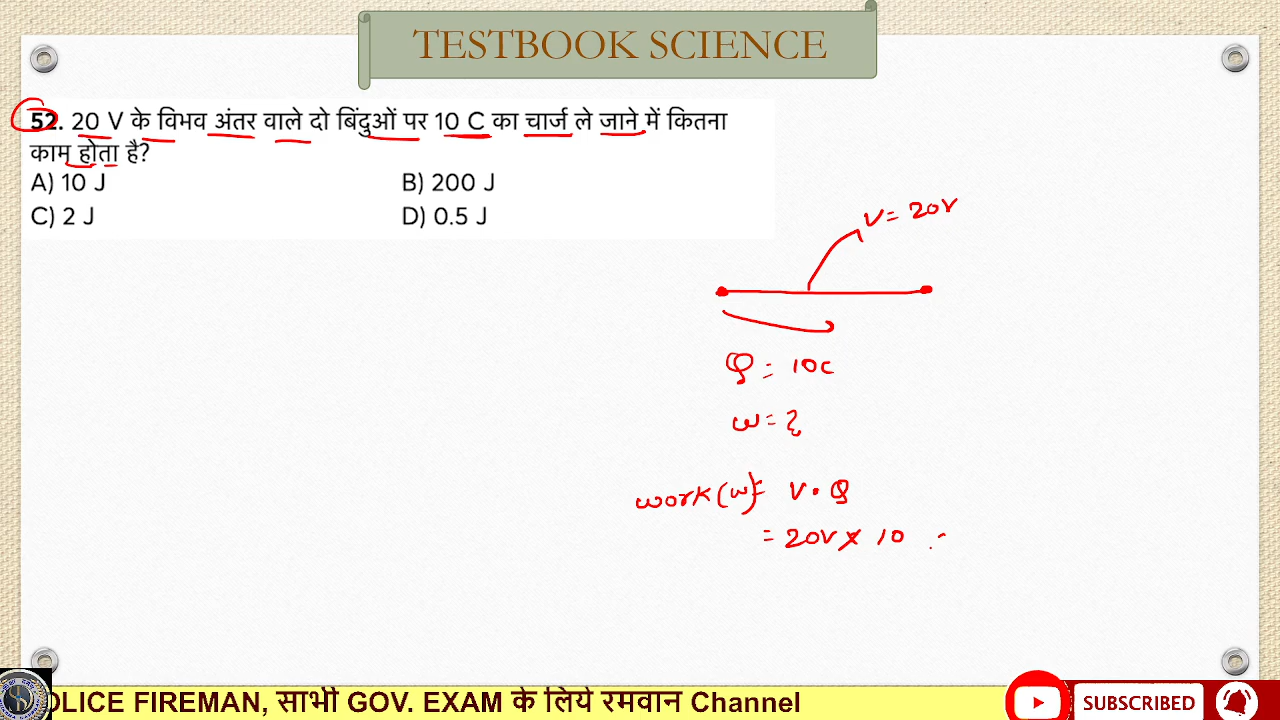 TESTBOOK SCIENCE
52. 20 V के विभव अंतर वाले दो बिंदुओं पर 10 C का चार्ज ले जाने में कितना
काम होता है?
A) 10 J B) 200 J
C) 2 J D) 0.5 J
V = 20V
Q = 10C
w = ?
work (w) = V . Q
= 20V × 10
OLICE FIREMAN, साभी GOV. EXAM के लिये रमवान Channel
SUBSCRIBED